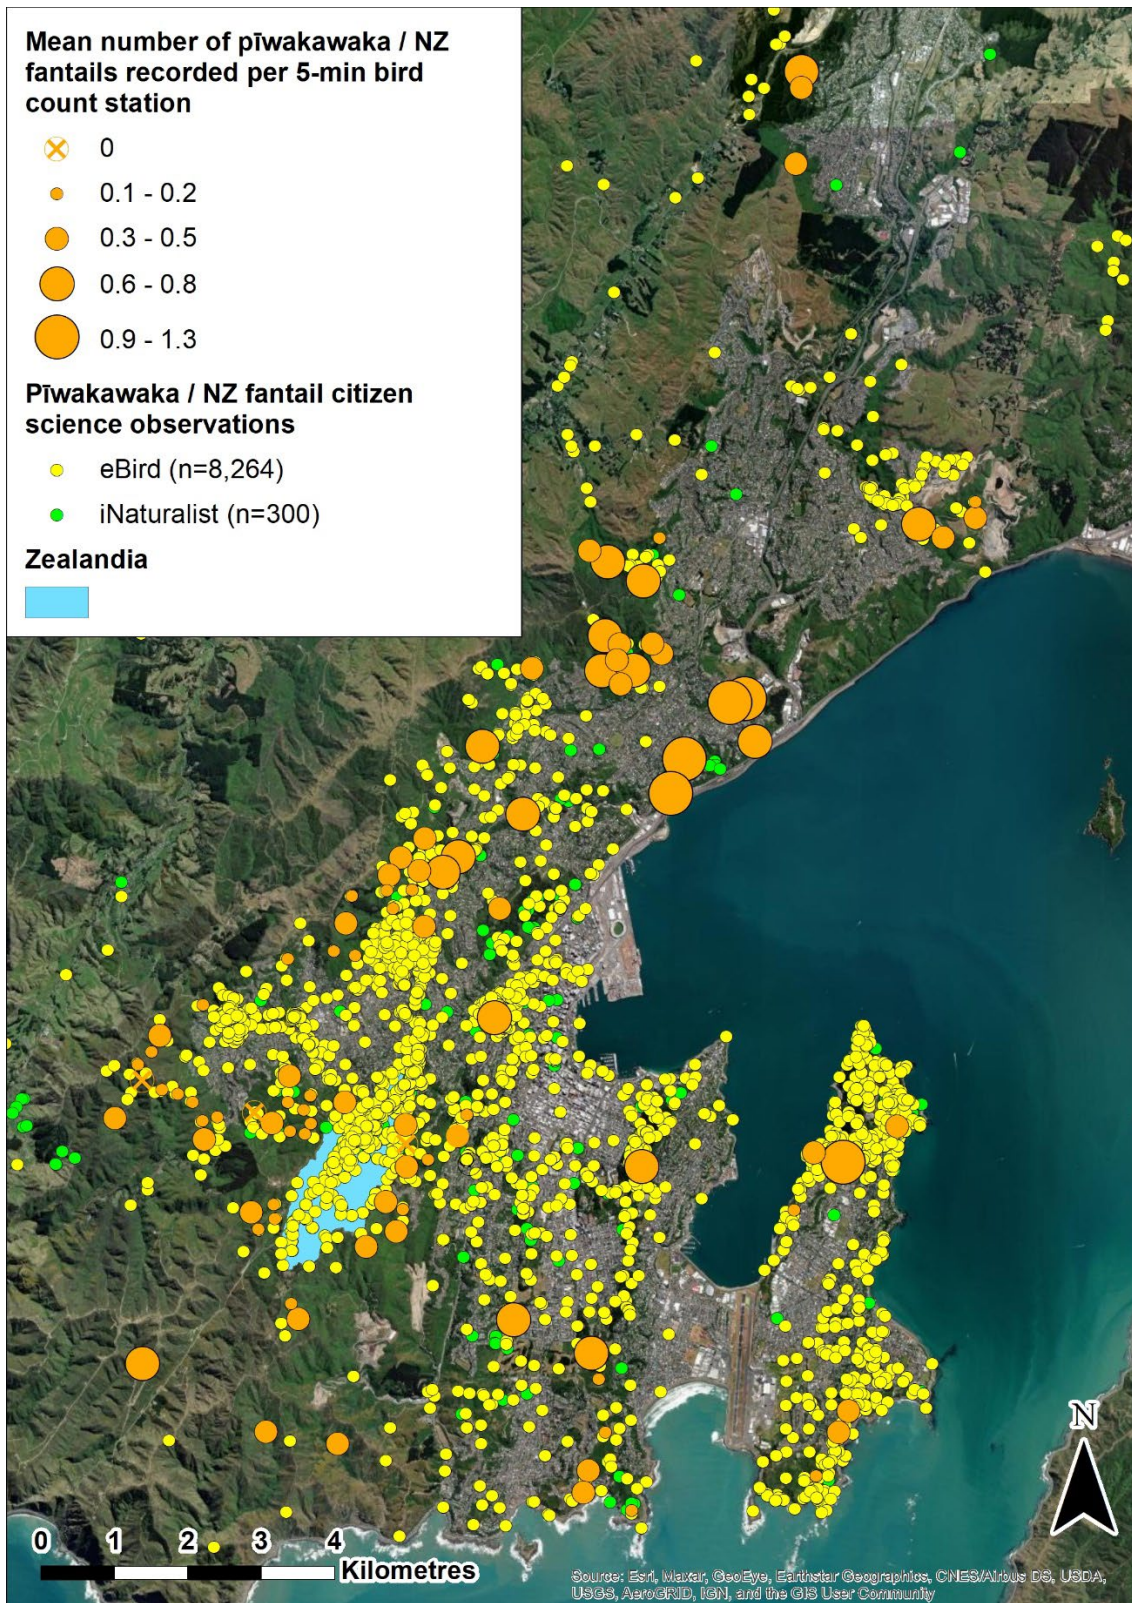 Mean number of pīwakawaka / NZ
fantails recorded per 5-min bird
count station
0
0.1 - 0.2
0.3 - 0.5
0.6 - 0.8
0.9 - 1.3
Pīwakawaka / NZ fantail citizen
science observations
eBird (n=8,264)
iNaturalist (n=300)
Zealandia
N
0 1 2 3 4
Kilometres
Source: Esri, Maxar, GeoEye, Earthstar Geographics, CNES/Airbus DS, USDA,
USGS, AeroGRID, IGN, and the GIS User Community